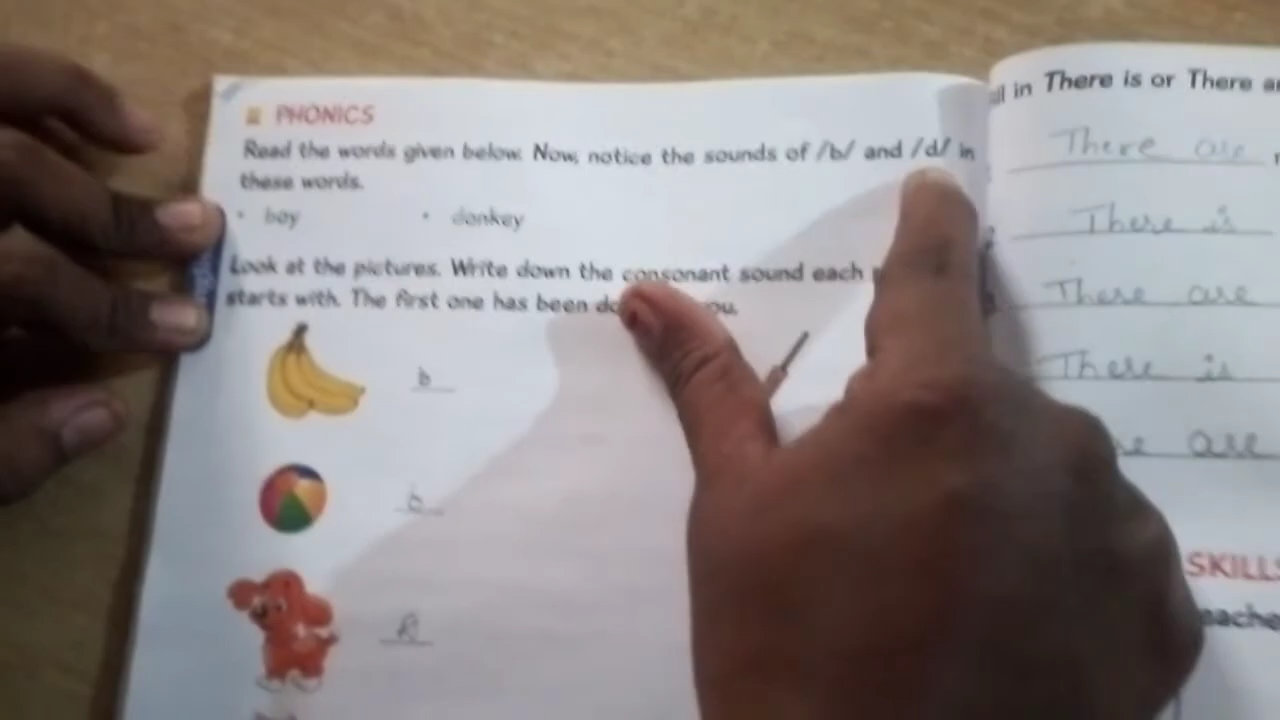 PHONICS
Read the words given below. Now, notice the sounds of /b/ and /d/ in
these words.
• boy • donkey
Look at the pictures. Write down the consonant sound each
starts with. The first one has been you.
b
b
in There is or There
There are
There is
There are
There is
are
SKILLS